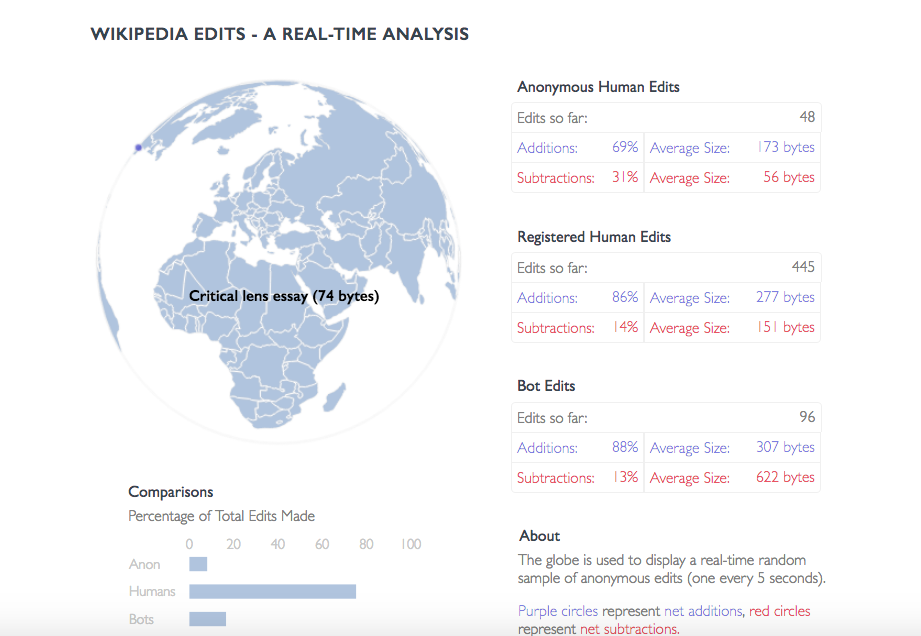 WIKIPEDIA EDITS - A REAL-TIME ANALYSIS
Critical lens essay (74 bytes)
Comparisons
Percentage of Total Edits Made
0 20 40 60 80 100
Anon
Humans
Bots
Anonymous Human Edits
Edits so far: 48
Additions: 69% Average Size: 173 bytes
Subtractions: 31% Average Size: 56 bytes
Registered Human Edits
Edits so far: 445
Additions: 86% Average Size: 277 bytes
Subtractions: 14% Average Size: 151 bytes
Bot Edits
Edits so far: 96
Additions: 88% Average Size: 307 bytes
Subtractions: 13% Average Size: 622 bytes
About
The globe is used to display a real-time random
sample of anonymous edits (one every 5 seconds).
Purple circles represent net additions, red circles
represent net subtractions.